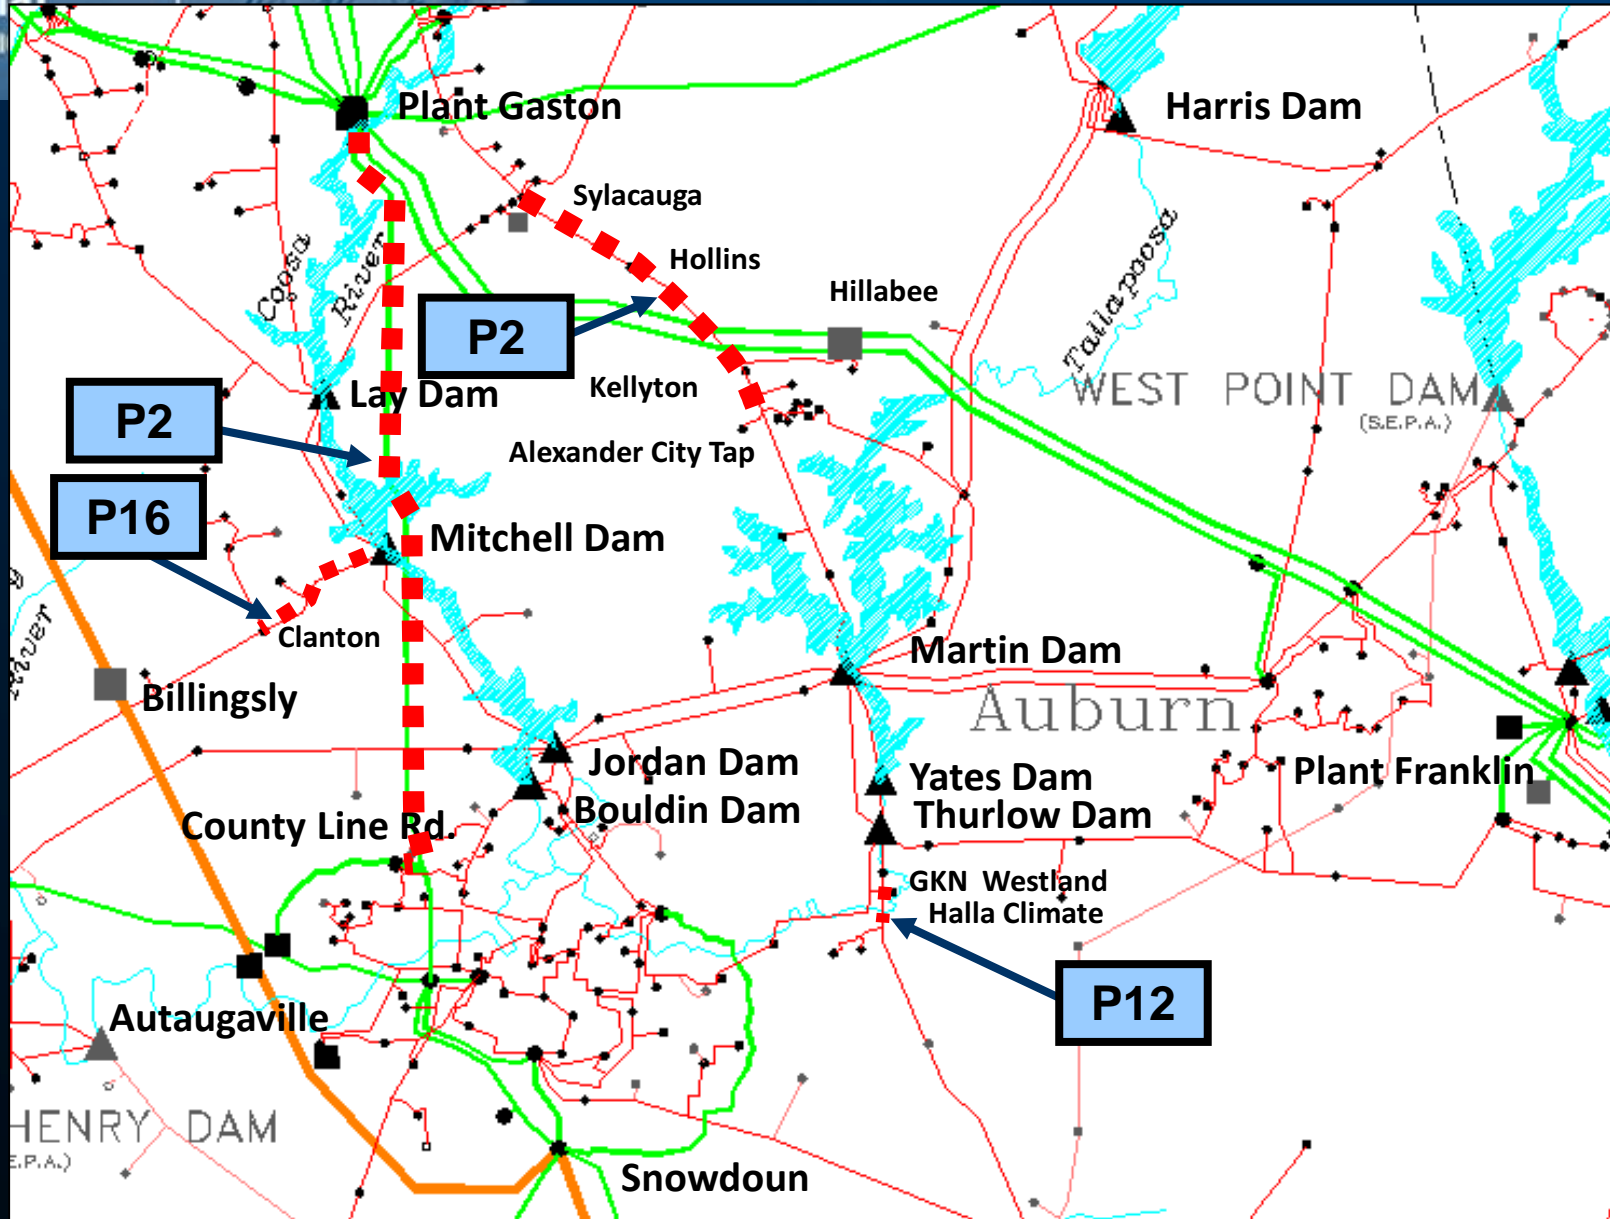 Plant Gaston
Harris Dam
Sylacauga
Hollins
Hillabee
Coosa
River
Tallapoosa
P2
Kellyton
Lay Dam
WEST POINT DAM
(S.E.P.A.)
P2
Alexander City Tap
P16
Mitchell Dam
Clanton
River
Martin Dam
Billingsly
Auburn
Jordan Dam
Yates Dam
Plant Franklin
Bouldin Dam
Thurlow Dam
County Line Rd.
GKN Westland
Halla Climate
P12
Autaugaville
HENRY DAM
E.P.A.)
Snowdoun